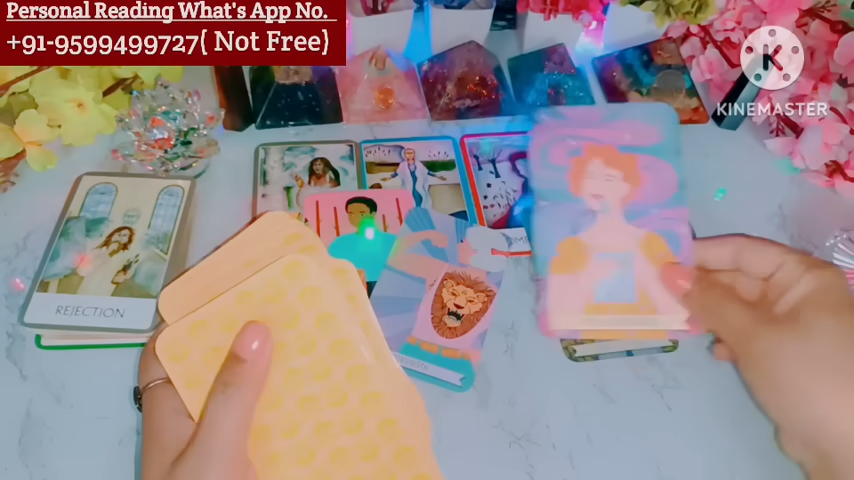 Personal Reading What's App No.
+91-9599499727( Not Free)
KINEMASTER
REJECTION